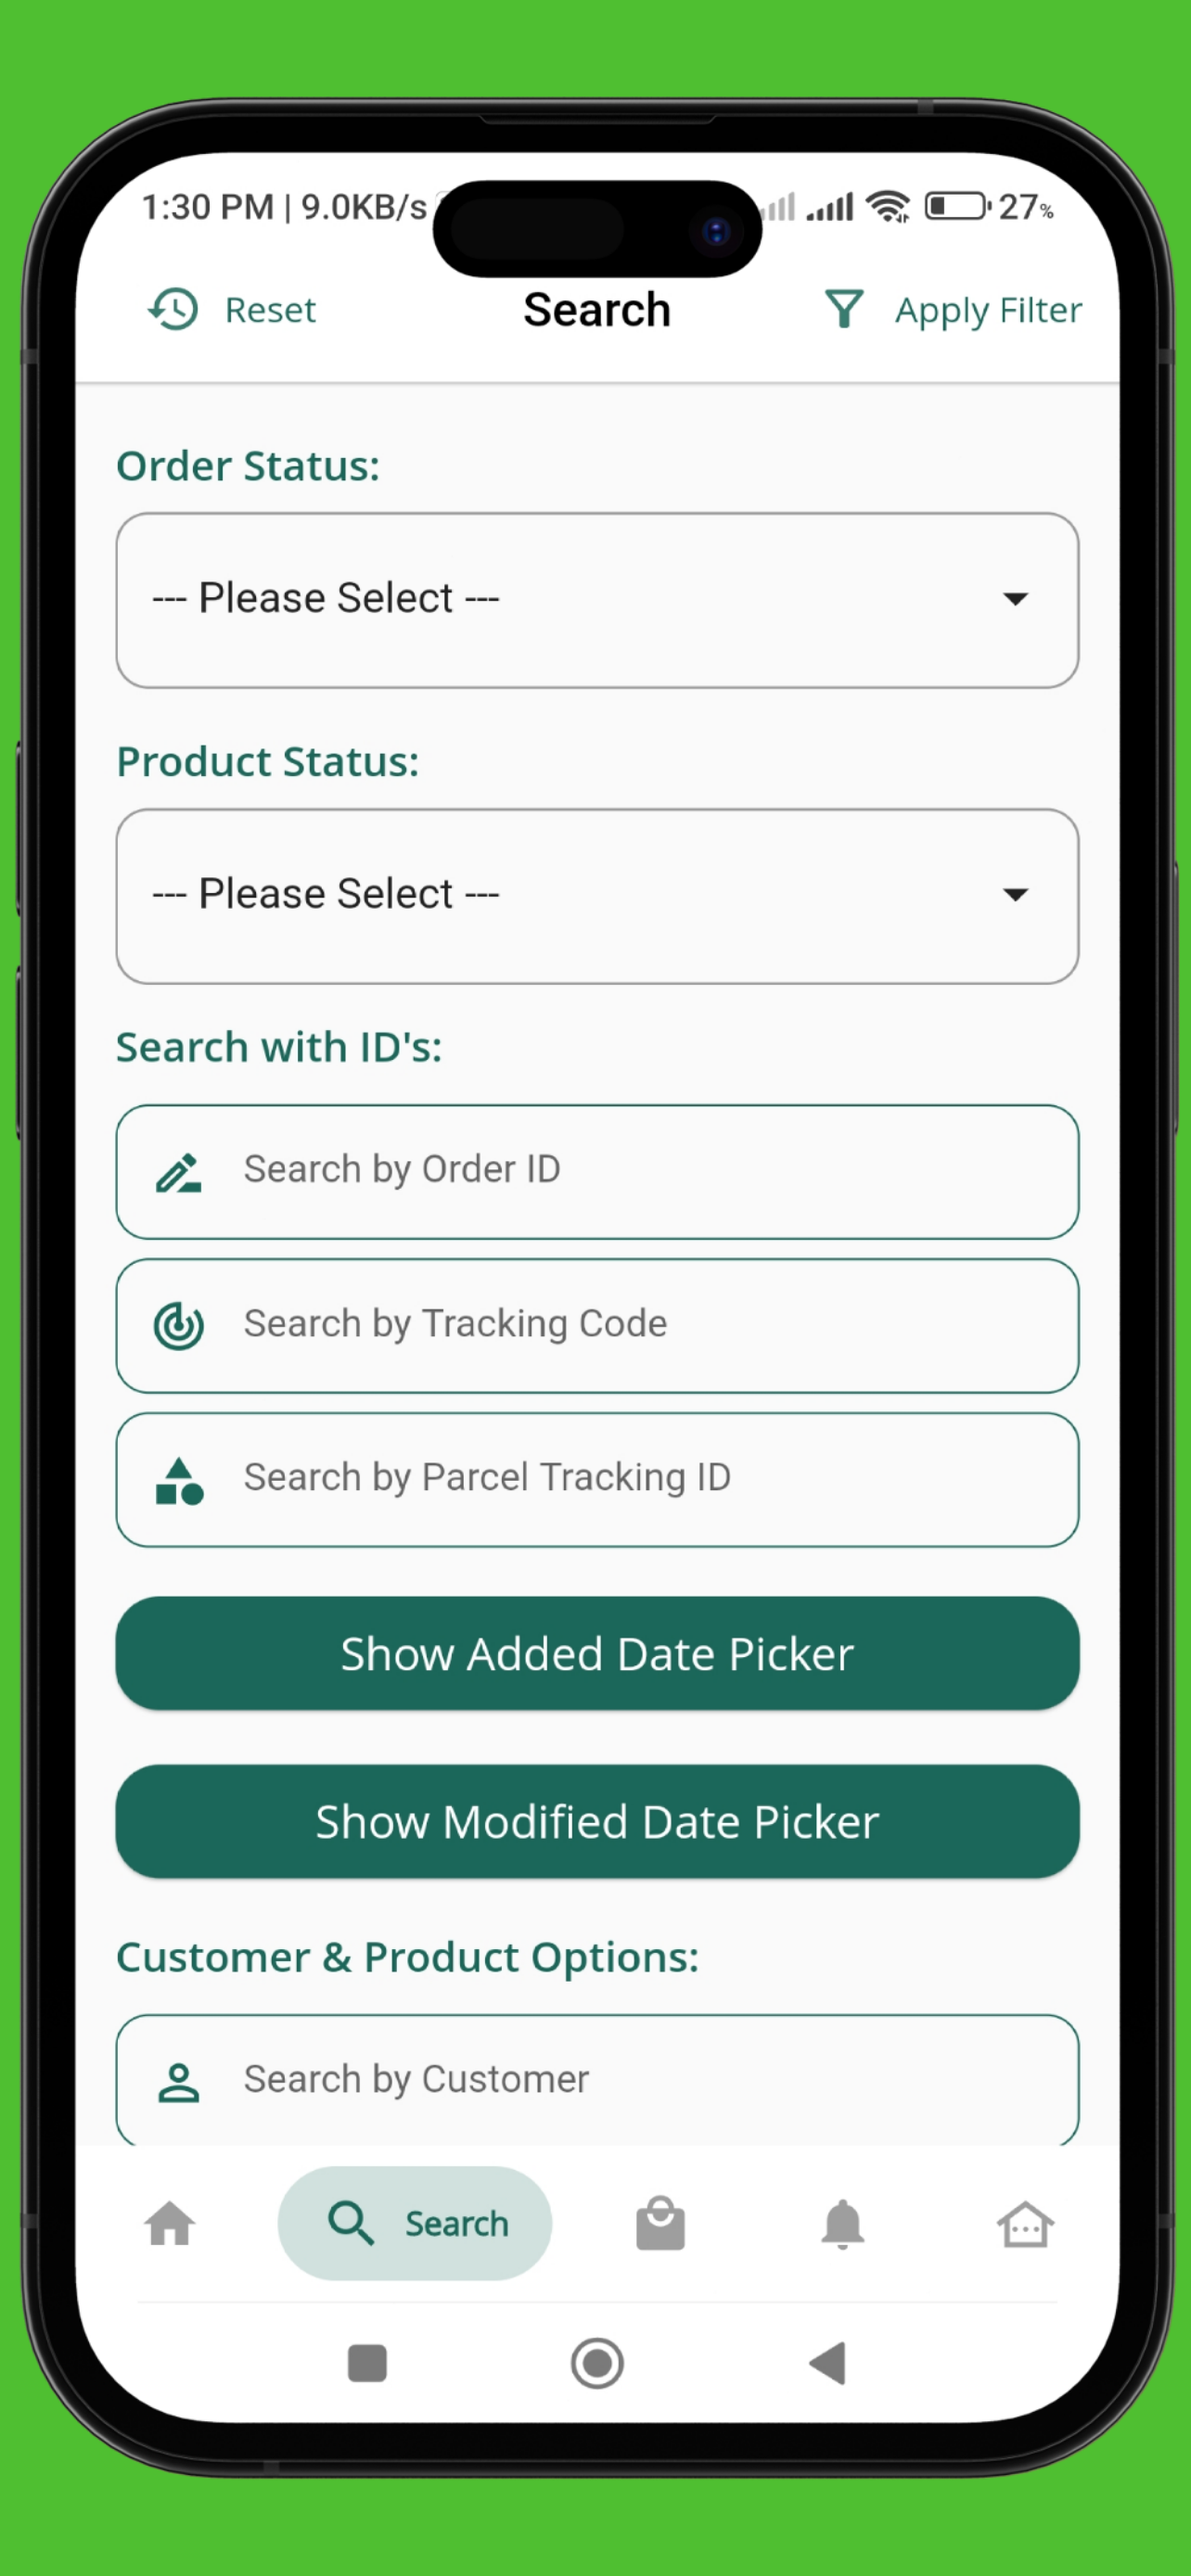 1:30 PM | 9.0KB/s 27%
Reset Search Apply Filter
Order Status:
--- Please Select ---
Product Status:
--- Please Select ---
Search with ID's:
Search by Order ID
Search by Tracking Code
Search by Parcel Tracking ID
Show Added Date Picker
Show Modified Date Picker
Customer & Product Options:
Search by Customer
Search